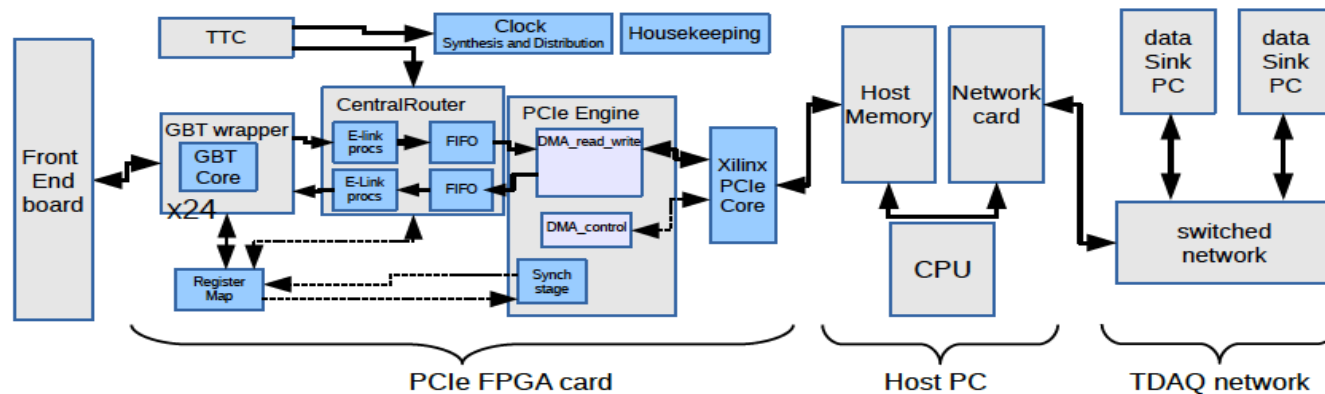 TTC
Clock
Synthesis and Distribution
Housekeeping
data
Sink
PC
data
Sink
PC
Front
End
board
GBT wrapper
GBT
Core
x24
CentralRouter
E-link
procs
FIFO
E-Link
procs
FIFO
PCIe Engine
DMA_read_write
DMA_control
Synch
stage
Register
Map
Xilinx
PCIe
Core
Host
Memory
Network
card
CPU
switched
network
PCIe FPGA card
Host PC
TDAQ network